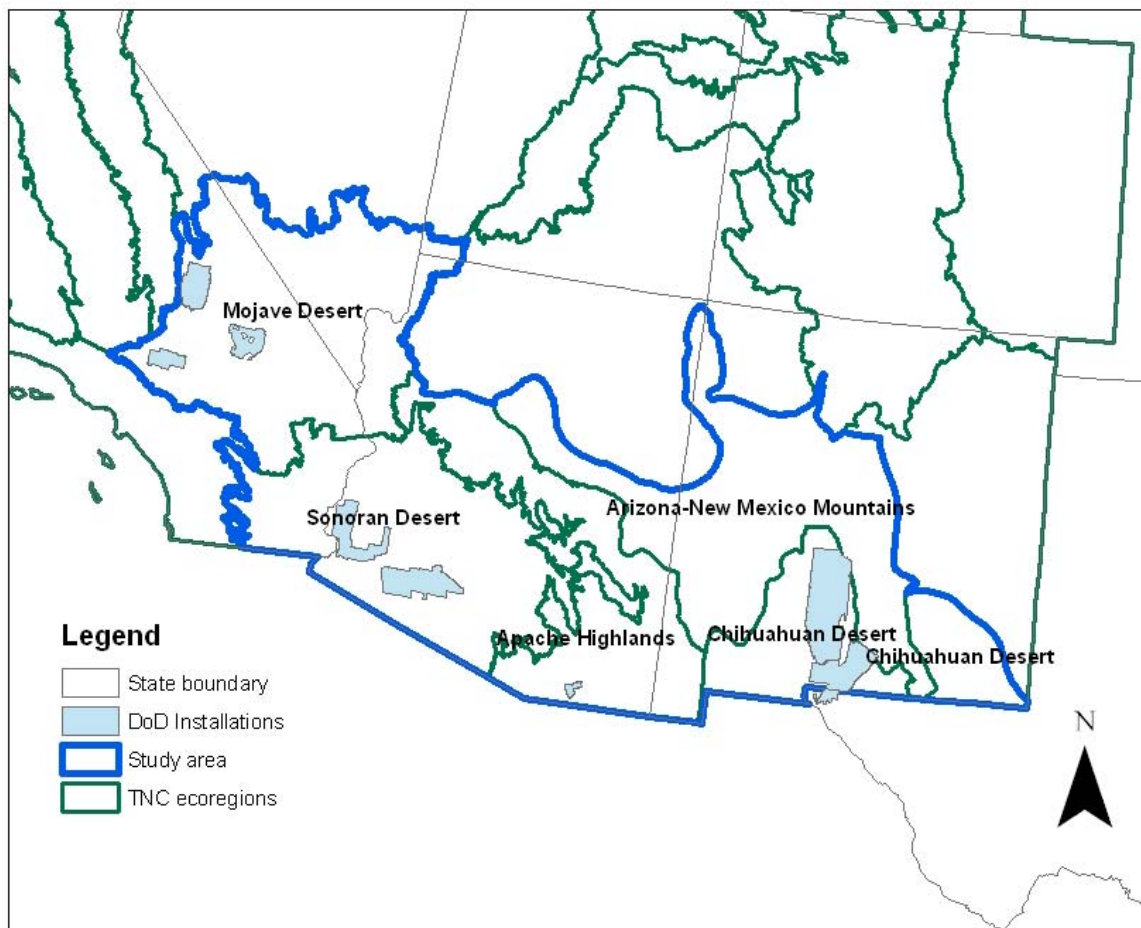 Mojave Desert
Sonoran Desert
Arizona-New Mexico Mountains
Apache Highlands
Chihuahuan Desert
Chihuahuan Desert
Legend
State boundary
DoD Installations
Study area
TNC ecoregions
N